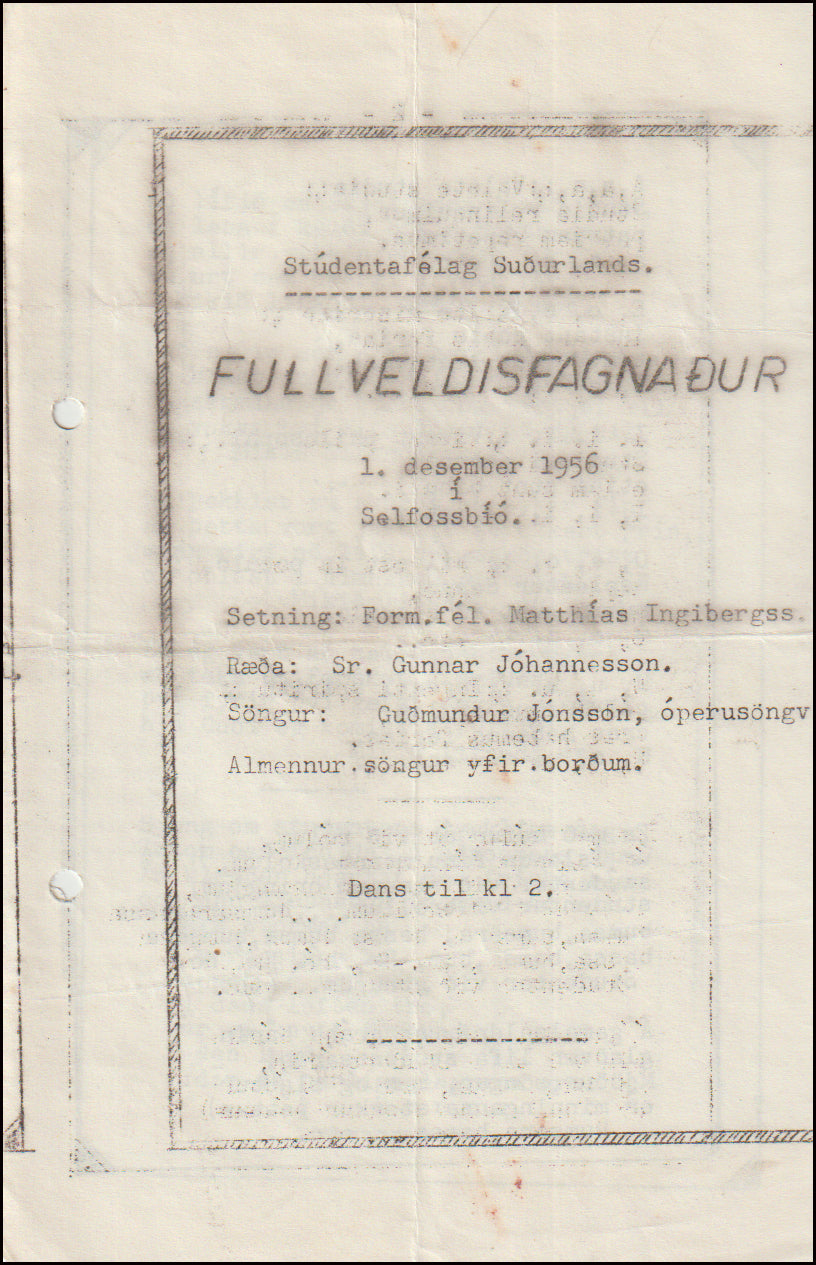 Stúdentafélag Suðurlands.
FULLVELDISFAGNAÐUR
1. desember 1956
í
Selfossbíó.
Setning: Form.fél. Matthías Ingibergss.
Ræða: Sr. Gunnar Jóhannesson.
Söngur: Guðmundur Jónsson, óperusöngv
Almennur.söngur yfir.borðum.
Dans til kl 2.